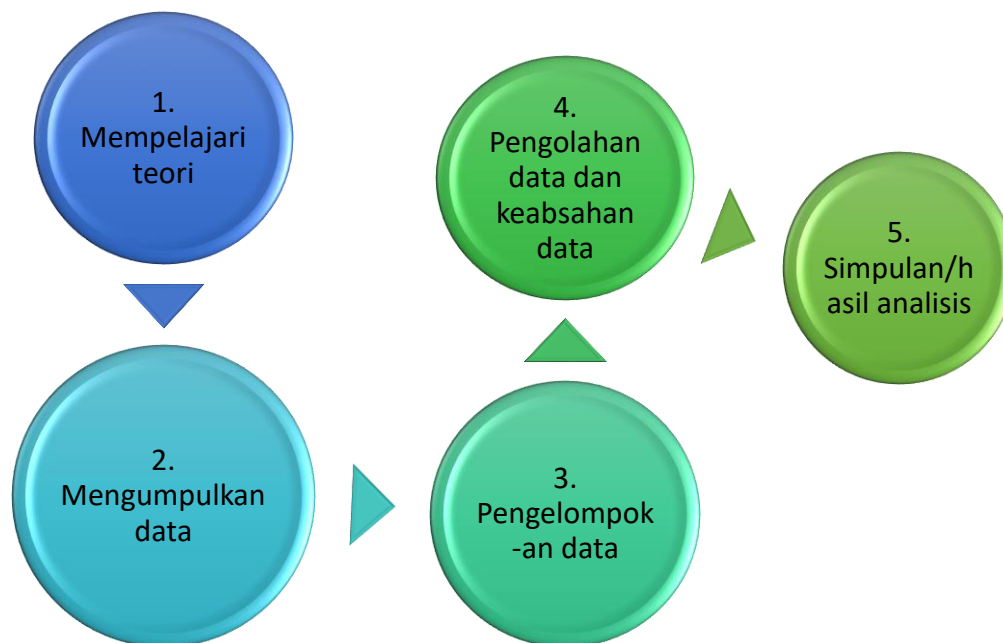 1.
Mempelajari
teori
2.
Mengumpulkan
data
3.
Pengelompok
-an data
4.
Pengolahan
data dan
keabsahan
data
5.
Simpulan/h
asil analisis